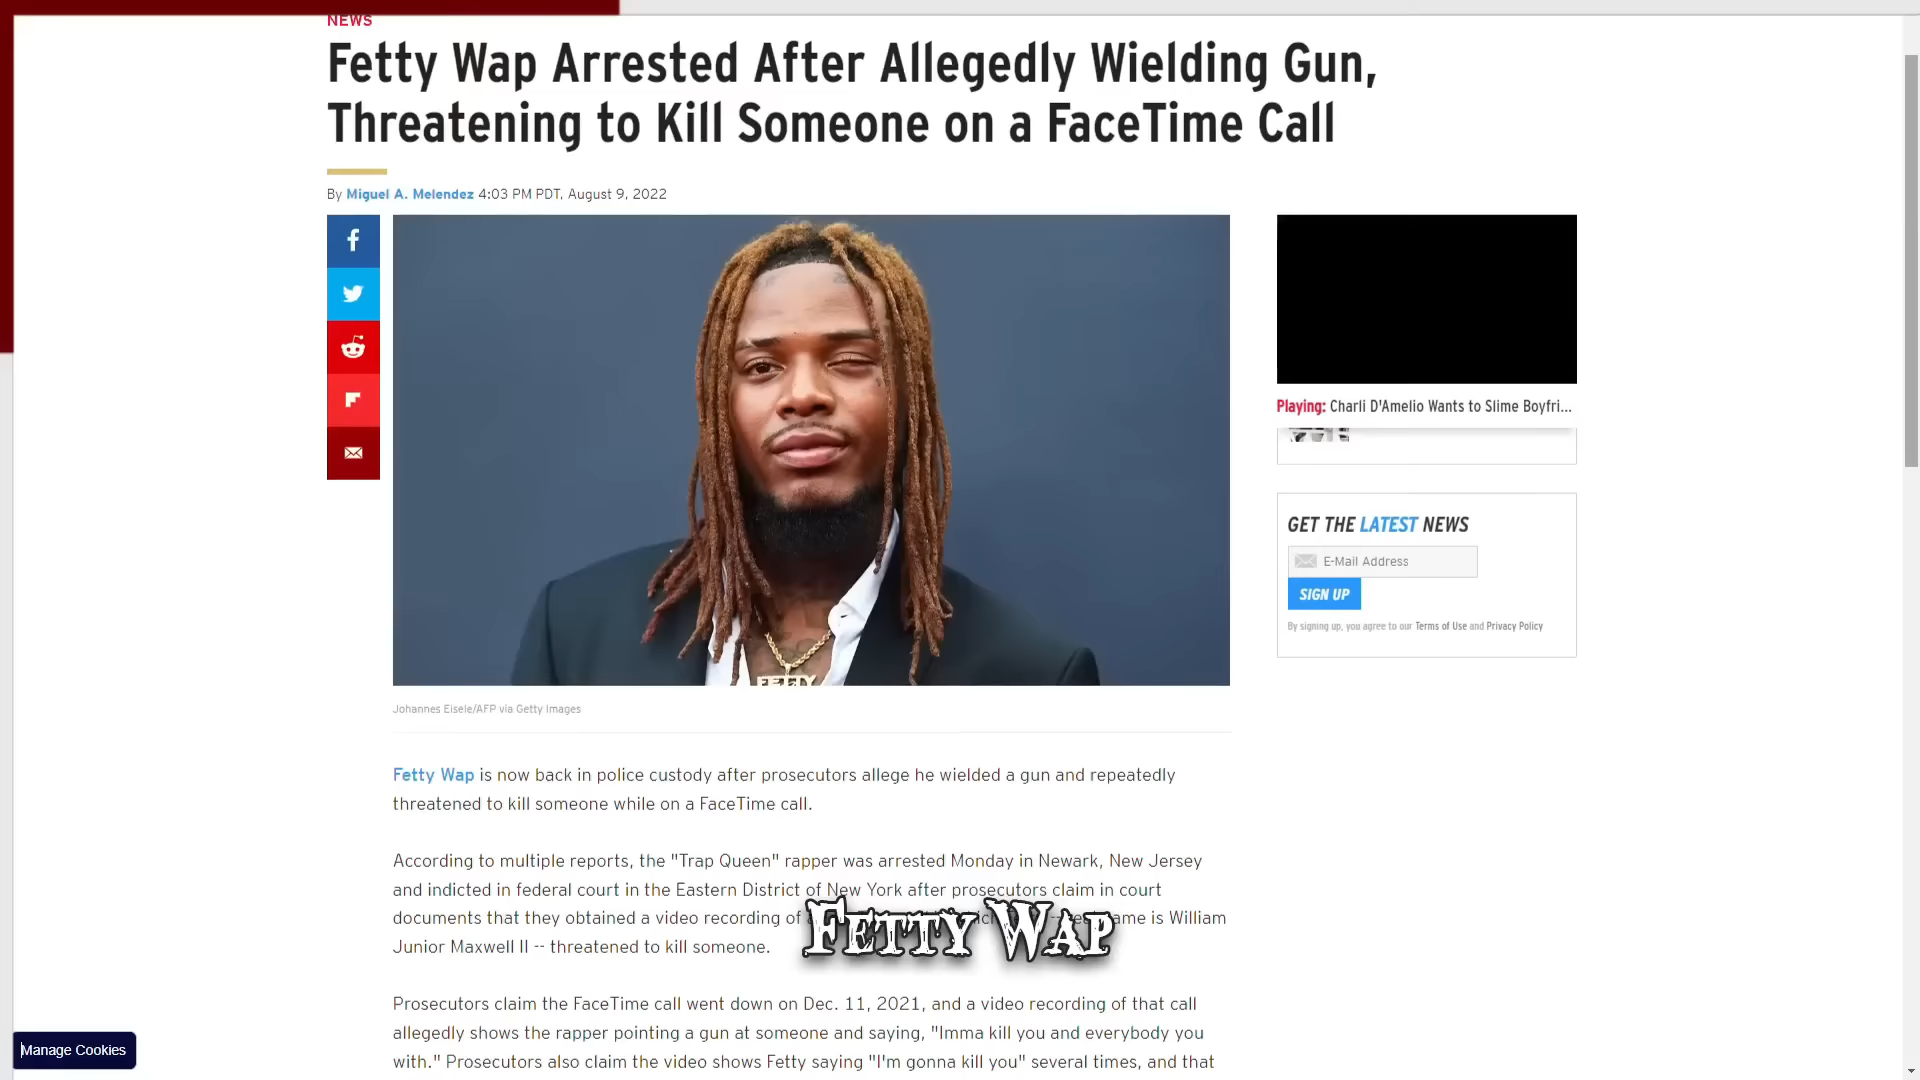 NEWS
Fetty Wap Arrested After Allegedly Wielding Gun,
Threatening to Kill Someone on a FaceTime Call
By Miguel A. Melendez 4:03 PM PDT, August 9, 2022
Playing: Charli D'Amelio Wants to Slime Boyfri...
GET THE LATEST NEWS
E-Mail Address
SIGN UP
By signing up, you agree to our Terms of Use and Privacy Policy
FETTY
Johannes Eisele/AFP via Getty Images
Fetty Wap is now back in police custody after prosecutors allege he wielded a gun and repeatedly
threatened to kill someone while on a FaceTime call.
According to multiple reports, the "Trap Queen" rapper was arrested Monday in Newark, New Jersey
and indicted in federal court in the Eastern District of New York after prosecutors claim in court
documents that they obtained a video recording of is William
Junior Maxwell II -- threatened to kill someone.
Fetty Wap
Prosecutors claim the FaceTime call went down on Dec. 11, 2021, and a video recording of that call
allegedly shows the rapper pointing a gun at someone and saying, "Imma kill you and everybody you
with." Prosecutors also claim the video shows Fetty saying "I'm gonna kill you" several times, and that
Manage Cookies